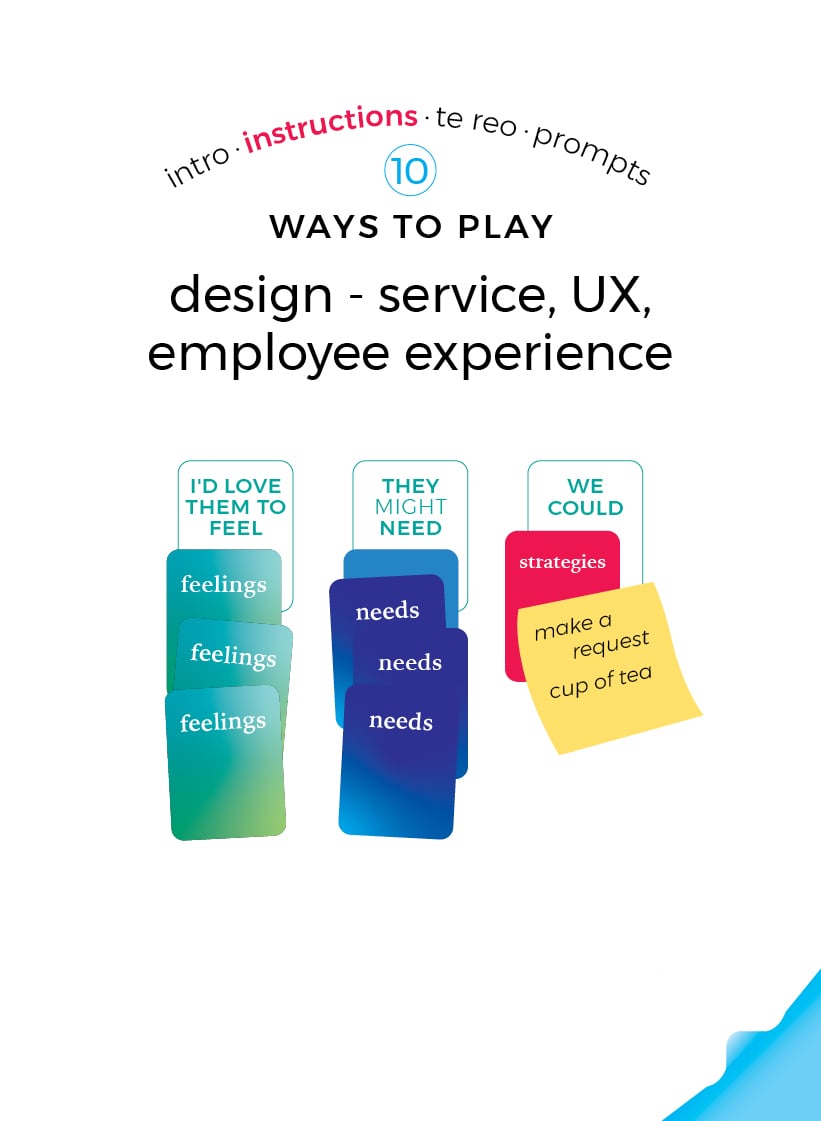 intro · instructions · te reo · prompts
10
WAYS TO PLAY
design - service, UX,
employee experience
I'D LOVE
THEM TO
FEEL
feelings
feelings
feelings
THEY
MIGHT
NEED
needs
needs
needs
WE
COULD
strategies
make a
request
cup of tea